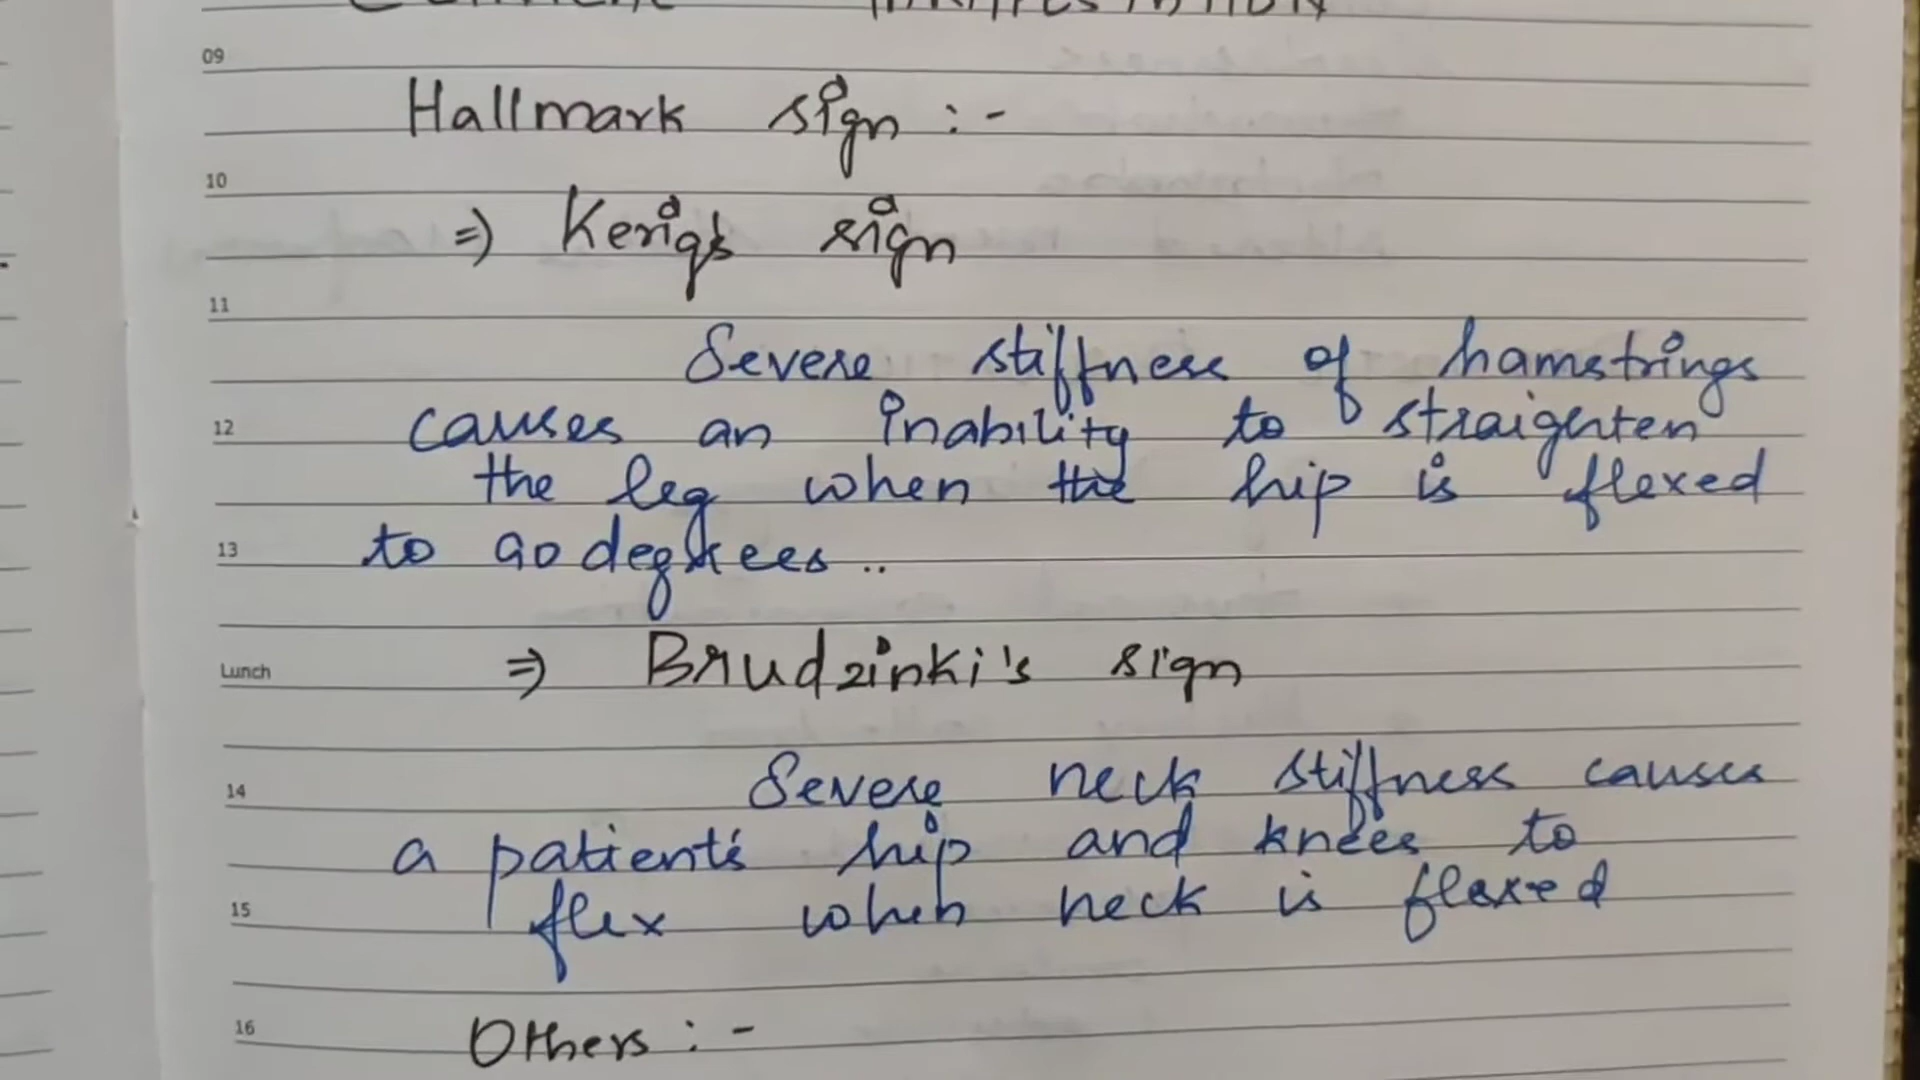 09
Hallmark sign :-
10
=> Kerig's sign
11
Severe stiffness of hamstrings
12 causes an inability to straighten
the leg when the hip is flexed
13 to 90 degrees ..
Lunch => Brudzinki's sign
14 Severe neck stiffness causes
a patient's hip and knees to
15 flex when neck is flexed
16 Others :-